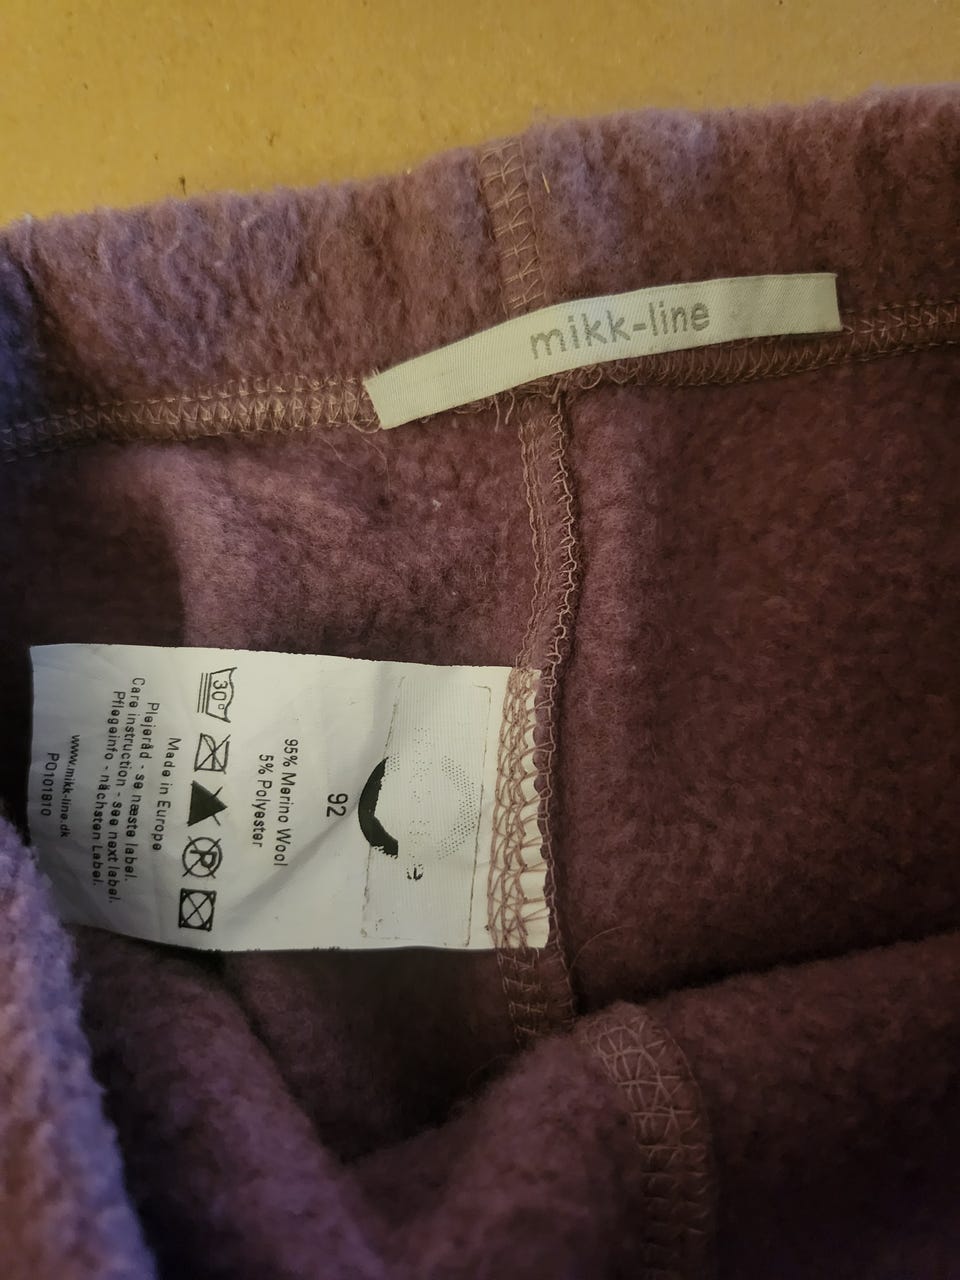 mikk-line
92
95% Merino Wool
5% Polyester
30°
P
Made in Europe
Plejeråd - se næste label.
Care instruction - see next label.
Pflegeinfo - nächsten Label.
www.mikk-line.dk
PO101810